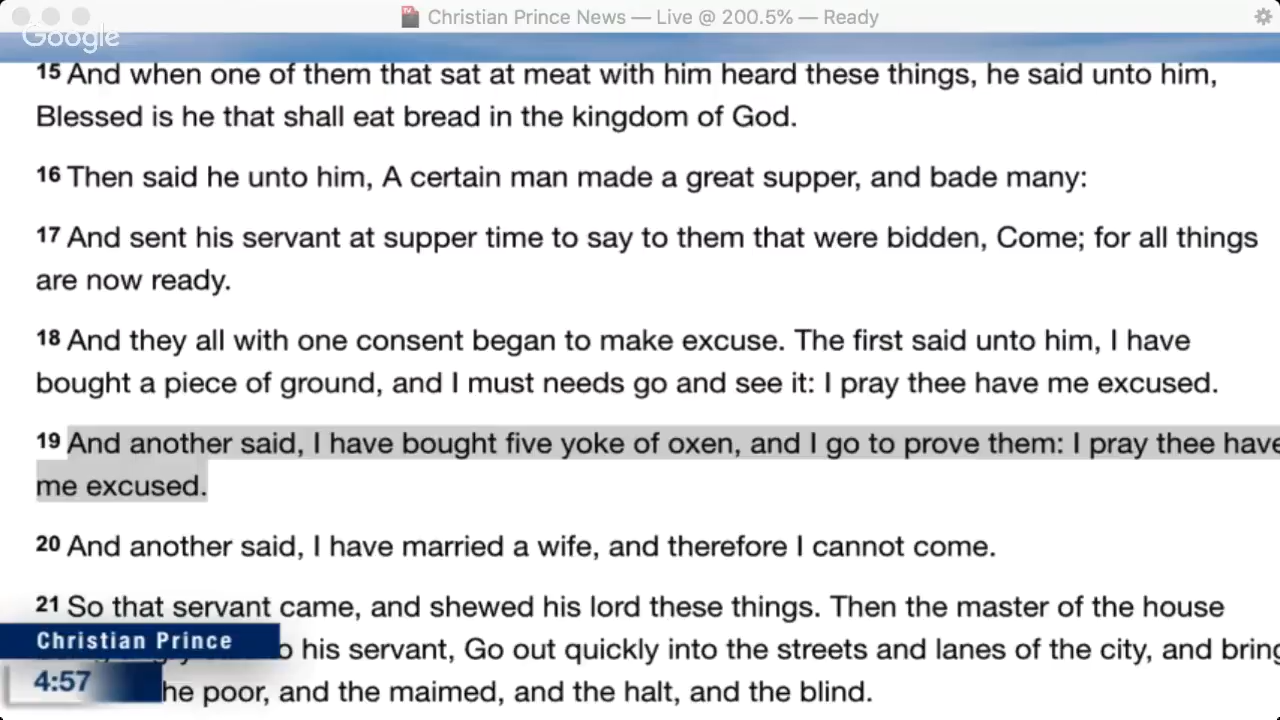 Christian Prince News — Live @ 200.5% — Ready
Google
15 And when one of them that sat at meat with him heard these things, he said unto him,
Blessed is he that shall eat bread in the kingdom of God.
16 Then said he unto him, A certain man made a great supper, and bade many:
17 And sent his servant at supper time to say to them that were bidden, Come; for all things
are now ready.
18 And they all with one consent began to make excuse. The first said unto him, I have
bought a piece of ground, and I must needs go and see it: I pray thee have me excused.
19 And another said, I have bought five yoke of oxen, and I go to prove them: I pray thee have
me excused.
20 And another said, I have married a wife, and therefore I cannot come.
21 So that servant came, and shewed his lord these things. Then the master of the house
his servant, Go out quickly into the streets and lanes of the city, and bring
he poor, and the maimed, and the halt, and the blind.
Christian Prince
4:57